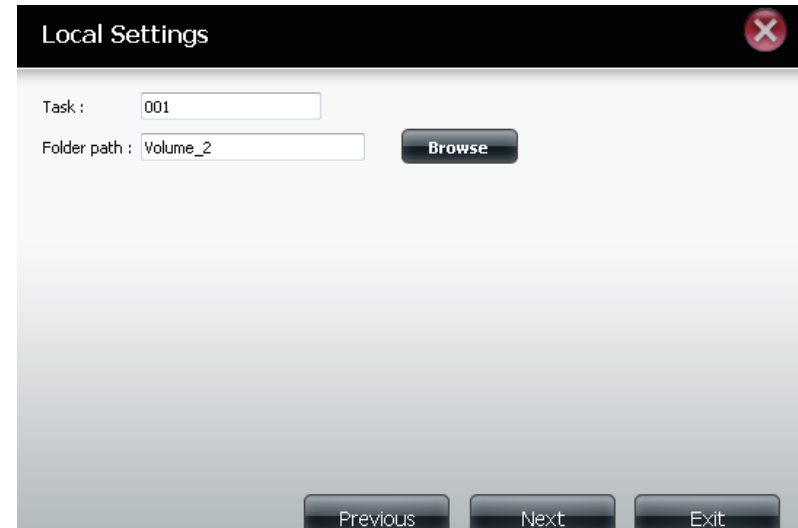 Local Settings
Task : 001
Folder path : Volume_2 Browse
Previous Next Exit